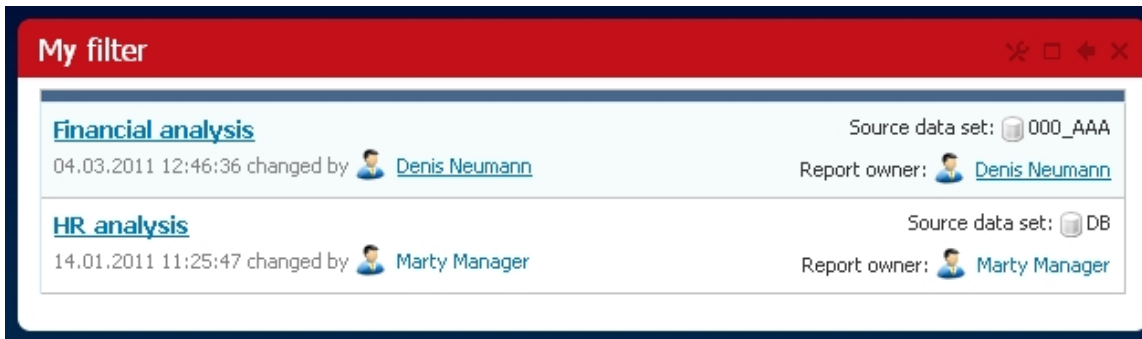 My filter
Financial analysis
Source data set: 000_AAA
04.03.2011 12:46:36 changed by Denis Neumann
Report owner: Denis Neumann
HR analysis
Source data set: DB
14.01.2011 11:25:47 changed by Marty Manager
Report owner: Marty Manager